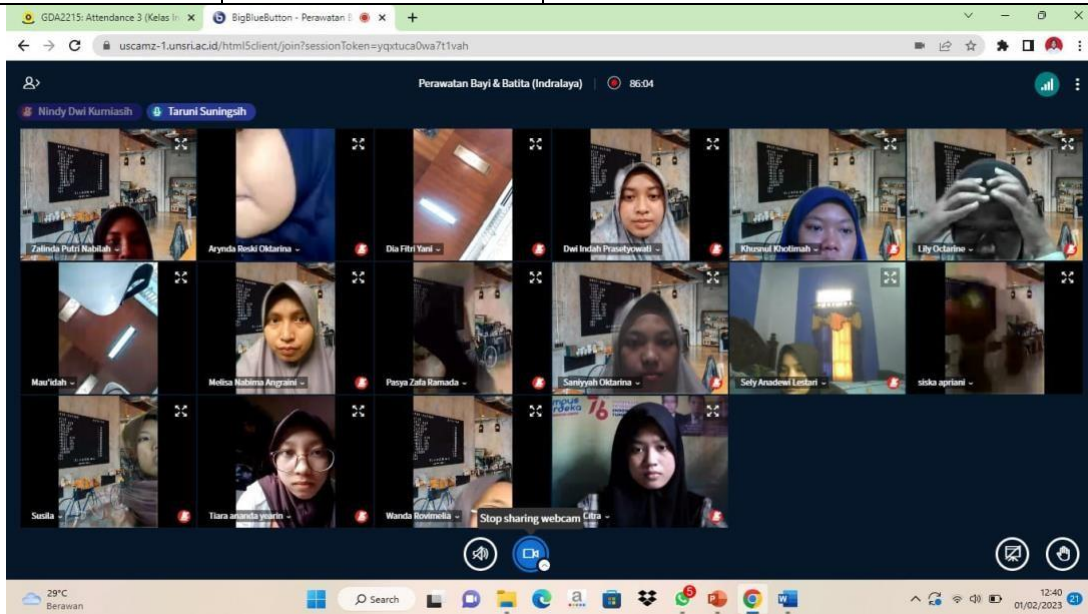 GDA2215: Attendance 3 (Kelas In
BigBlueButton - Perawatan B
uscamz-1.unsri.ac.id/html5client/join?sessionToken=yqxtuca0wa7t1vah
Perawatan Bayi & Batita (Indralaya) | 86:04
Nindy Dwi Kurniasih
Taruni Suningsih
Zalinda Putri Nabilah
Arynda Reski Oktarina
Dia Fitri Yani
Dwi Indah Prasetyowati
Khusnul Khotimah
Lily Octarine
Mau'idah
Melisa Nabima Angraini
Pasya Zafa Ramada
Saniyyah Oktarina
Sefy Anadewi Lestari
siska apriani
76
Susila
Tiara ananda yearin
Wanda Rovimelia
Citra
Stop sharing webcam
29°C
Berawan
Search
9
12:40
01/02/2023
21